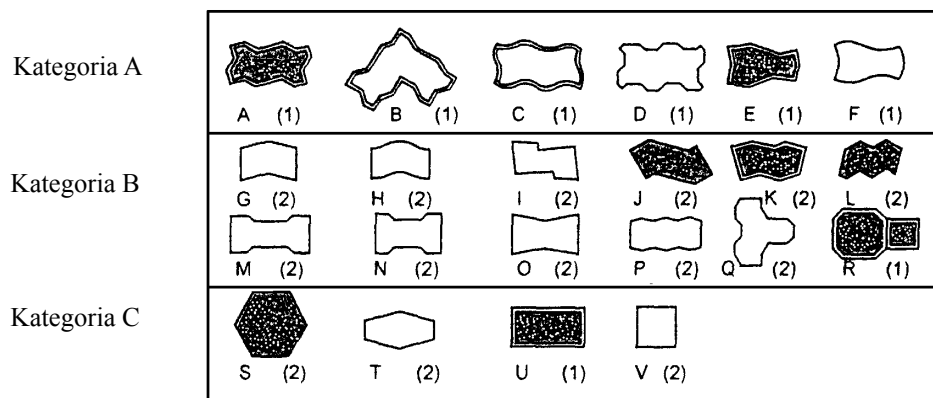 Kategoria A
A (1) B (1) C (1) D (1) E (1) F (1)
Kategoria B
G (2) H (2) I (2) J (2) K (2) L (2)
M (2) N (2) O (2) P (2) Q (2) R (1)
Kategoria C
S (2) T (2) U (1) V (2)